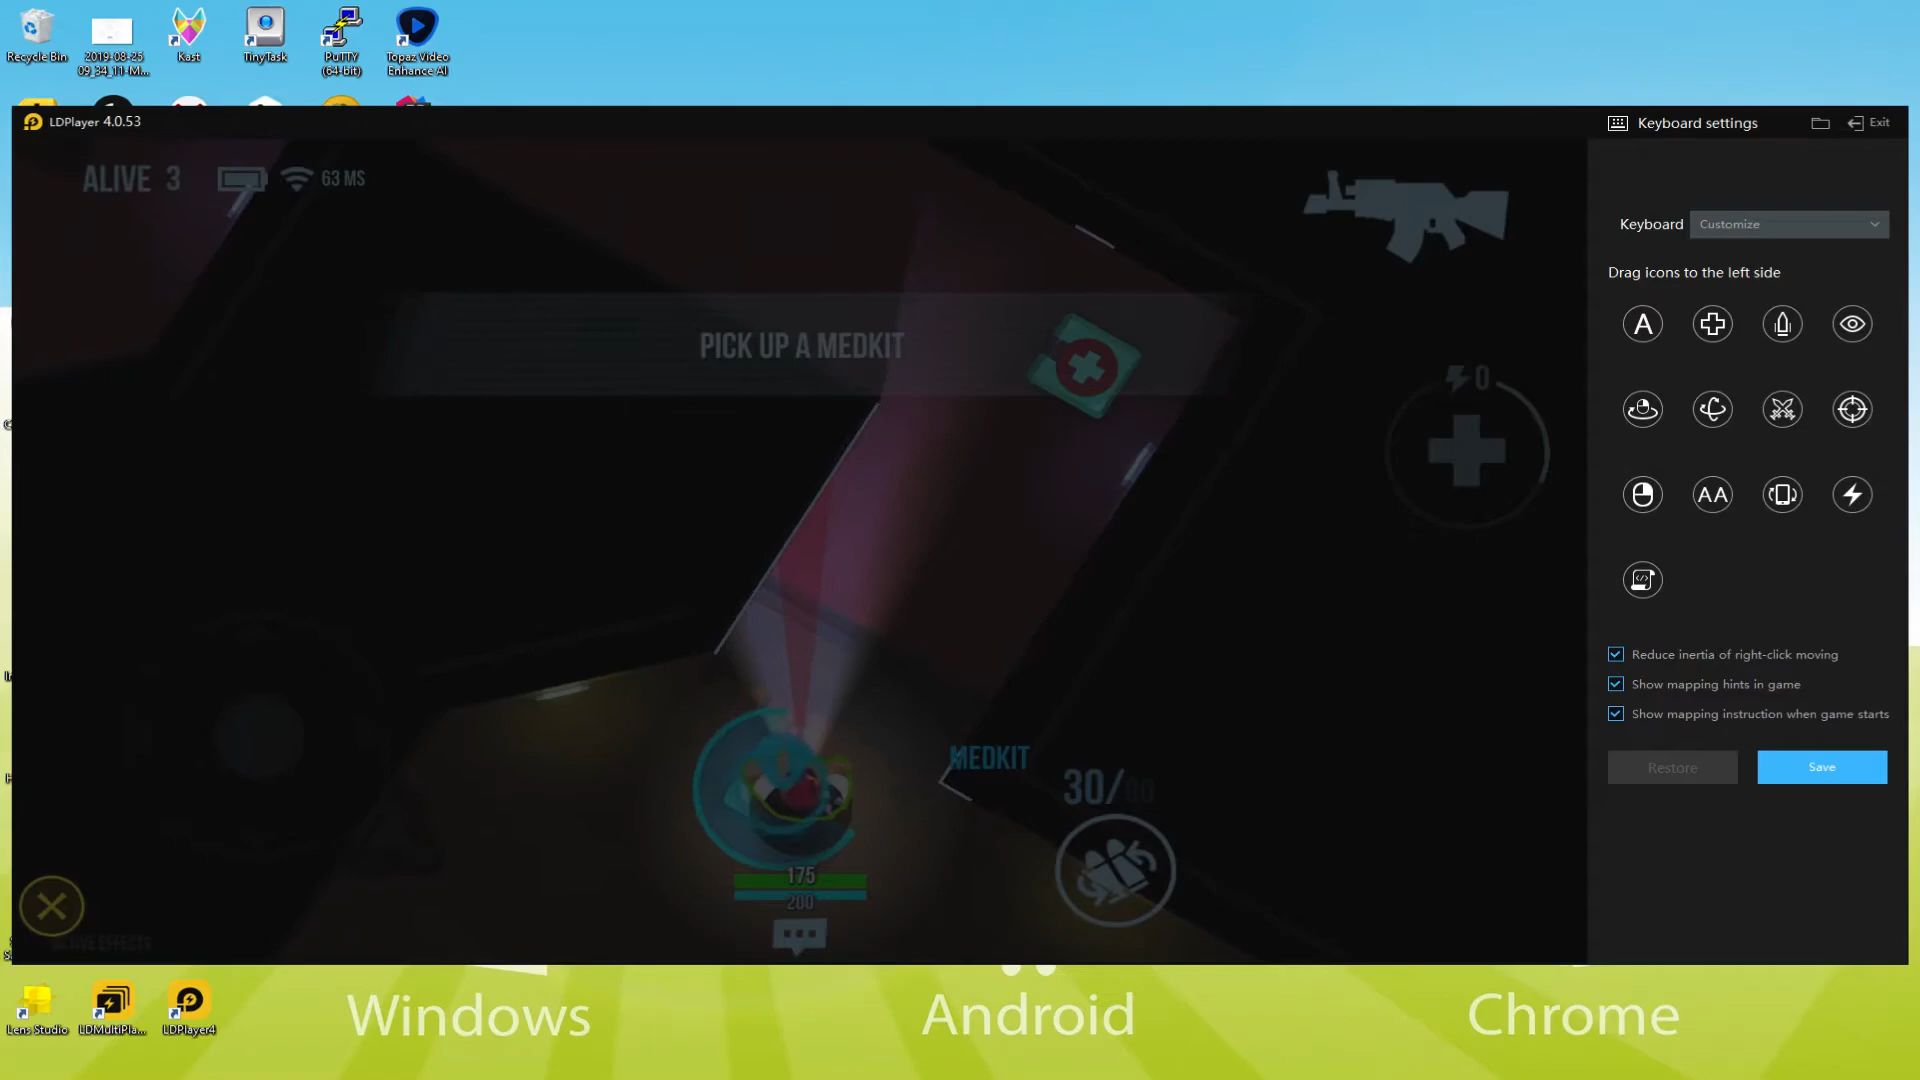 Recycle Bin
2019-08-25
09_34_11-M...
Kast
TinyTask
PuTTY
(64-bit)
Topaz Video
Enhance AI
LDPlayer 4.0.53
Keyboard settings
Exit
ALIVE 3
63 MS
Keyboard
Customize
Drag icons to the left side
A
PICK UP A MEDKIT
0
AA
Reduce inertia of right-click moving
Show mapping hints in game
Show mapping instruction when game starts
Restore
Save
MEDKIT
30/
175
200
Lens Studio
LDMultiPla...
LDPlayer4
Windows
Android
Chrome